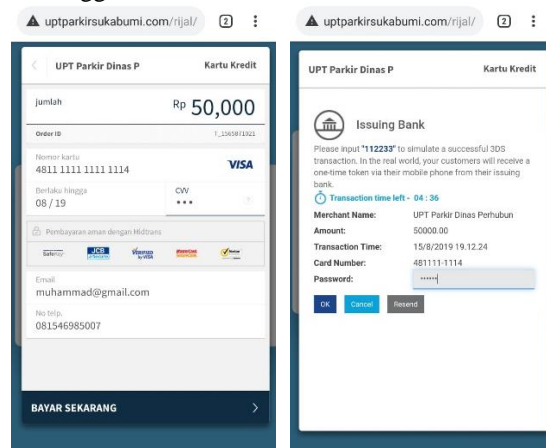 uptparkirsukabumi.com/rijal/
2
UPT Parkir Dinas P
Kartu Kredit
jumlah
Rp 50,000
Order ID
T_1565871921
Nomor kartu
4811 1111 1111 1114
VISA
Berlaku hingga
08 / 19
CVV
•••
Pembayaran aman dengan Midtrans
JCB
Email
muhammad@gmail.com
No telp.
081546985007
BAYAR SEKARANG
uptparkirsukabumi.com/rijal/
2
UPT Parkir Dinas P
Kartu Kredit
Issuing Bank
Please input "112233" to simulate a successful 3DS
transaction. In the real world, your customers will receive a
one-time token via their mobile phone from their issuing
bank.
Transaction time left - 04 : 36
Merchant Name: UPT Parkir Dinas Perhubun
Amount: 50000.00
Transaction Time: 15/8/2019 19.12.24
Card Number: 481111-1114
Password: ••••••
OK Cancel Resend